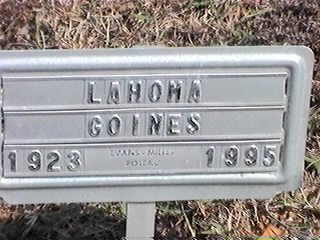 LAHOMA
GOINES
1923 EVANS - MILLER 1995
POTEAU